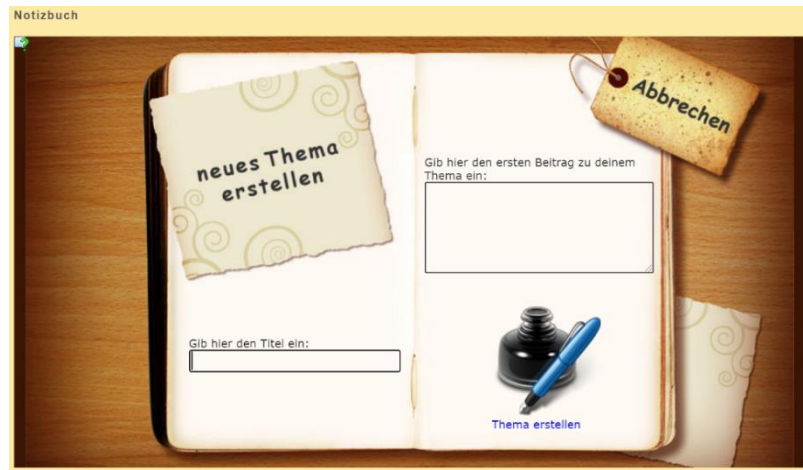 Notizbuch
neues Thema
erstellen
Gib hier den Titel ein:
Abbrechen
Gib hier den ersten Beitrag zu deinem
Thema ein:
Thema erstellen